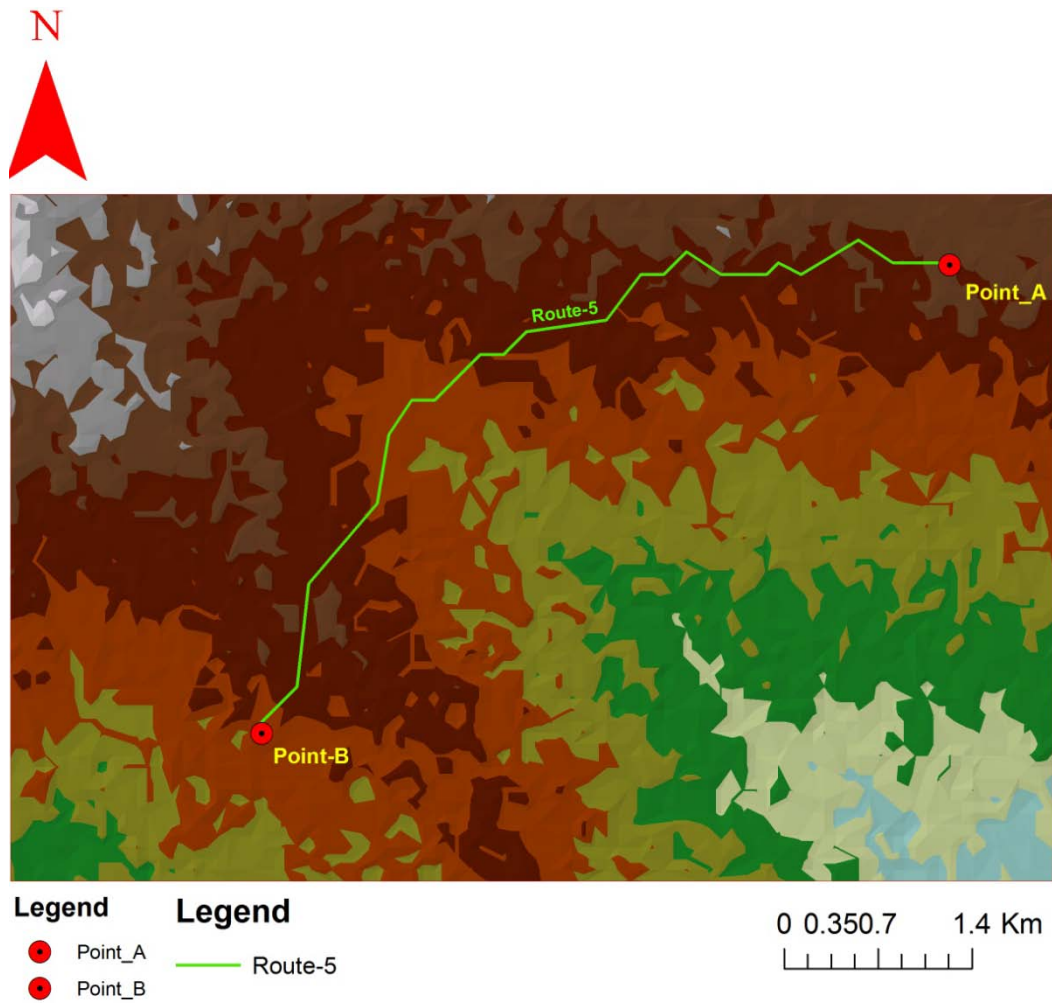 N
Route-5
Point_A
Point-B
Legend
Point_A
Point_B
Legend
Route-5
0 0.350.7 1.4 Km